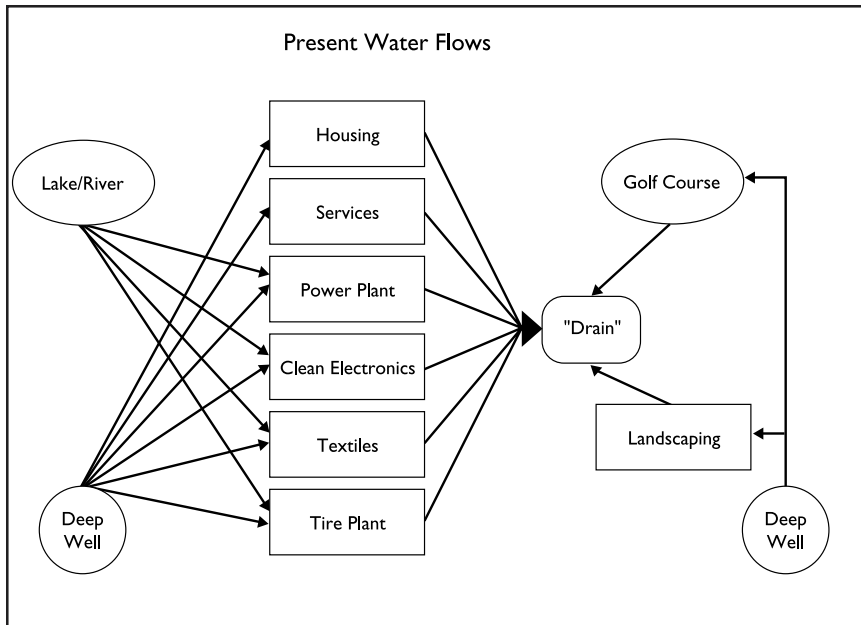 Present Water Flows
Housing
Lake/River
Golf Course
Services
Power Plant
"Drain"
Clean Electronics
Textiles
Landscaping
Deep
Well
Tire Plant
Deep
Well